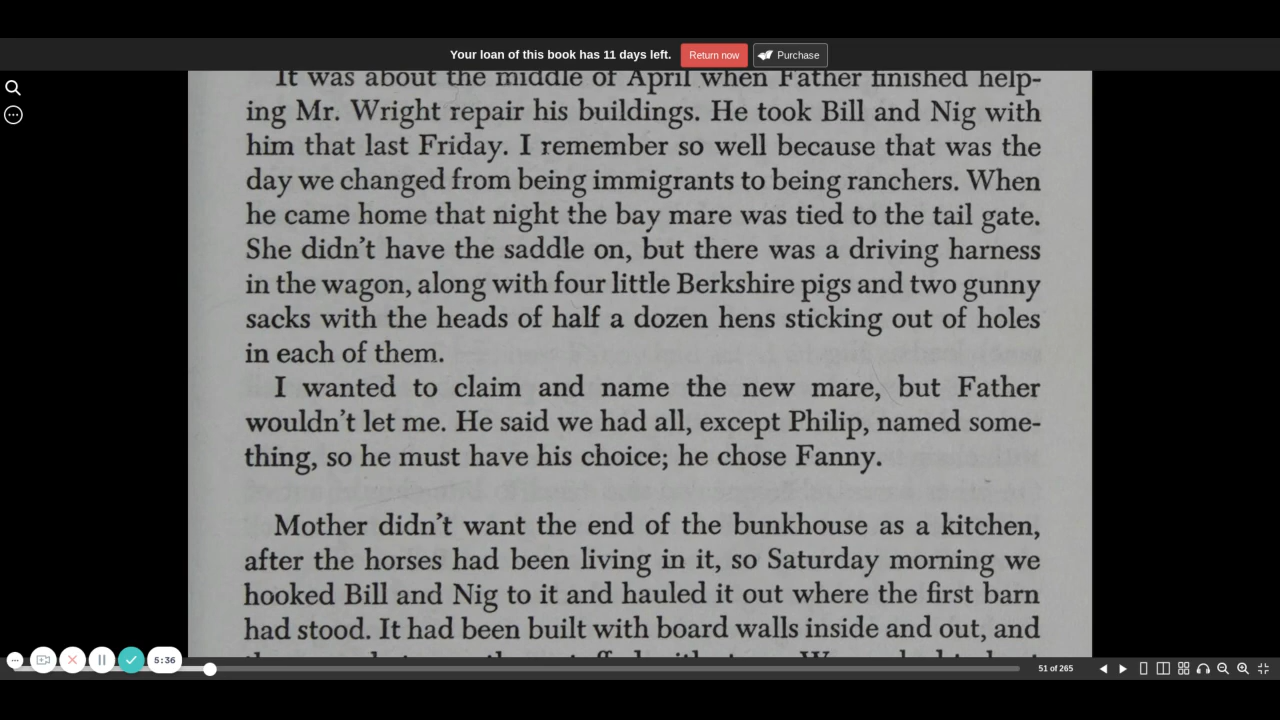 Your loan of this book has 11 days left. Return now Purchase
It was about the middle of April when Father finished help-
ing Mr. Wright repair his buildings. He took Bill and Nig with
him that last Friday. I remember so well because that was the
day we changed from being immigrants to being ranchers. When
he came home that night the bay mare was tied to the tail gate.
She didn't have the saddle on, but there was a driving harness
in the wagon, along with four little Berkshire pigs and two gunny
sacks with the heads of half a dozen hens sticking out of holes
in each of them.
I wanted to claim and name the new mare, but Father
wouldn't let me. He said we had all, except Philip, named some-
thing, so he must have his choice; he chose Fanny.
Mother didn't want the end of the bunkhouse as a kitchen,
after the horses had been living in it, so Saturday morning we
hooked Bill and Nig to it and hauled it out where the first barn
had stood. It had been built with board walls inside and out, and
5:36
51 of 265